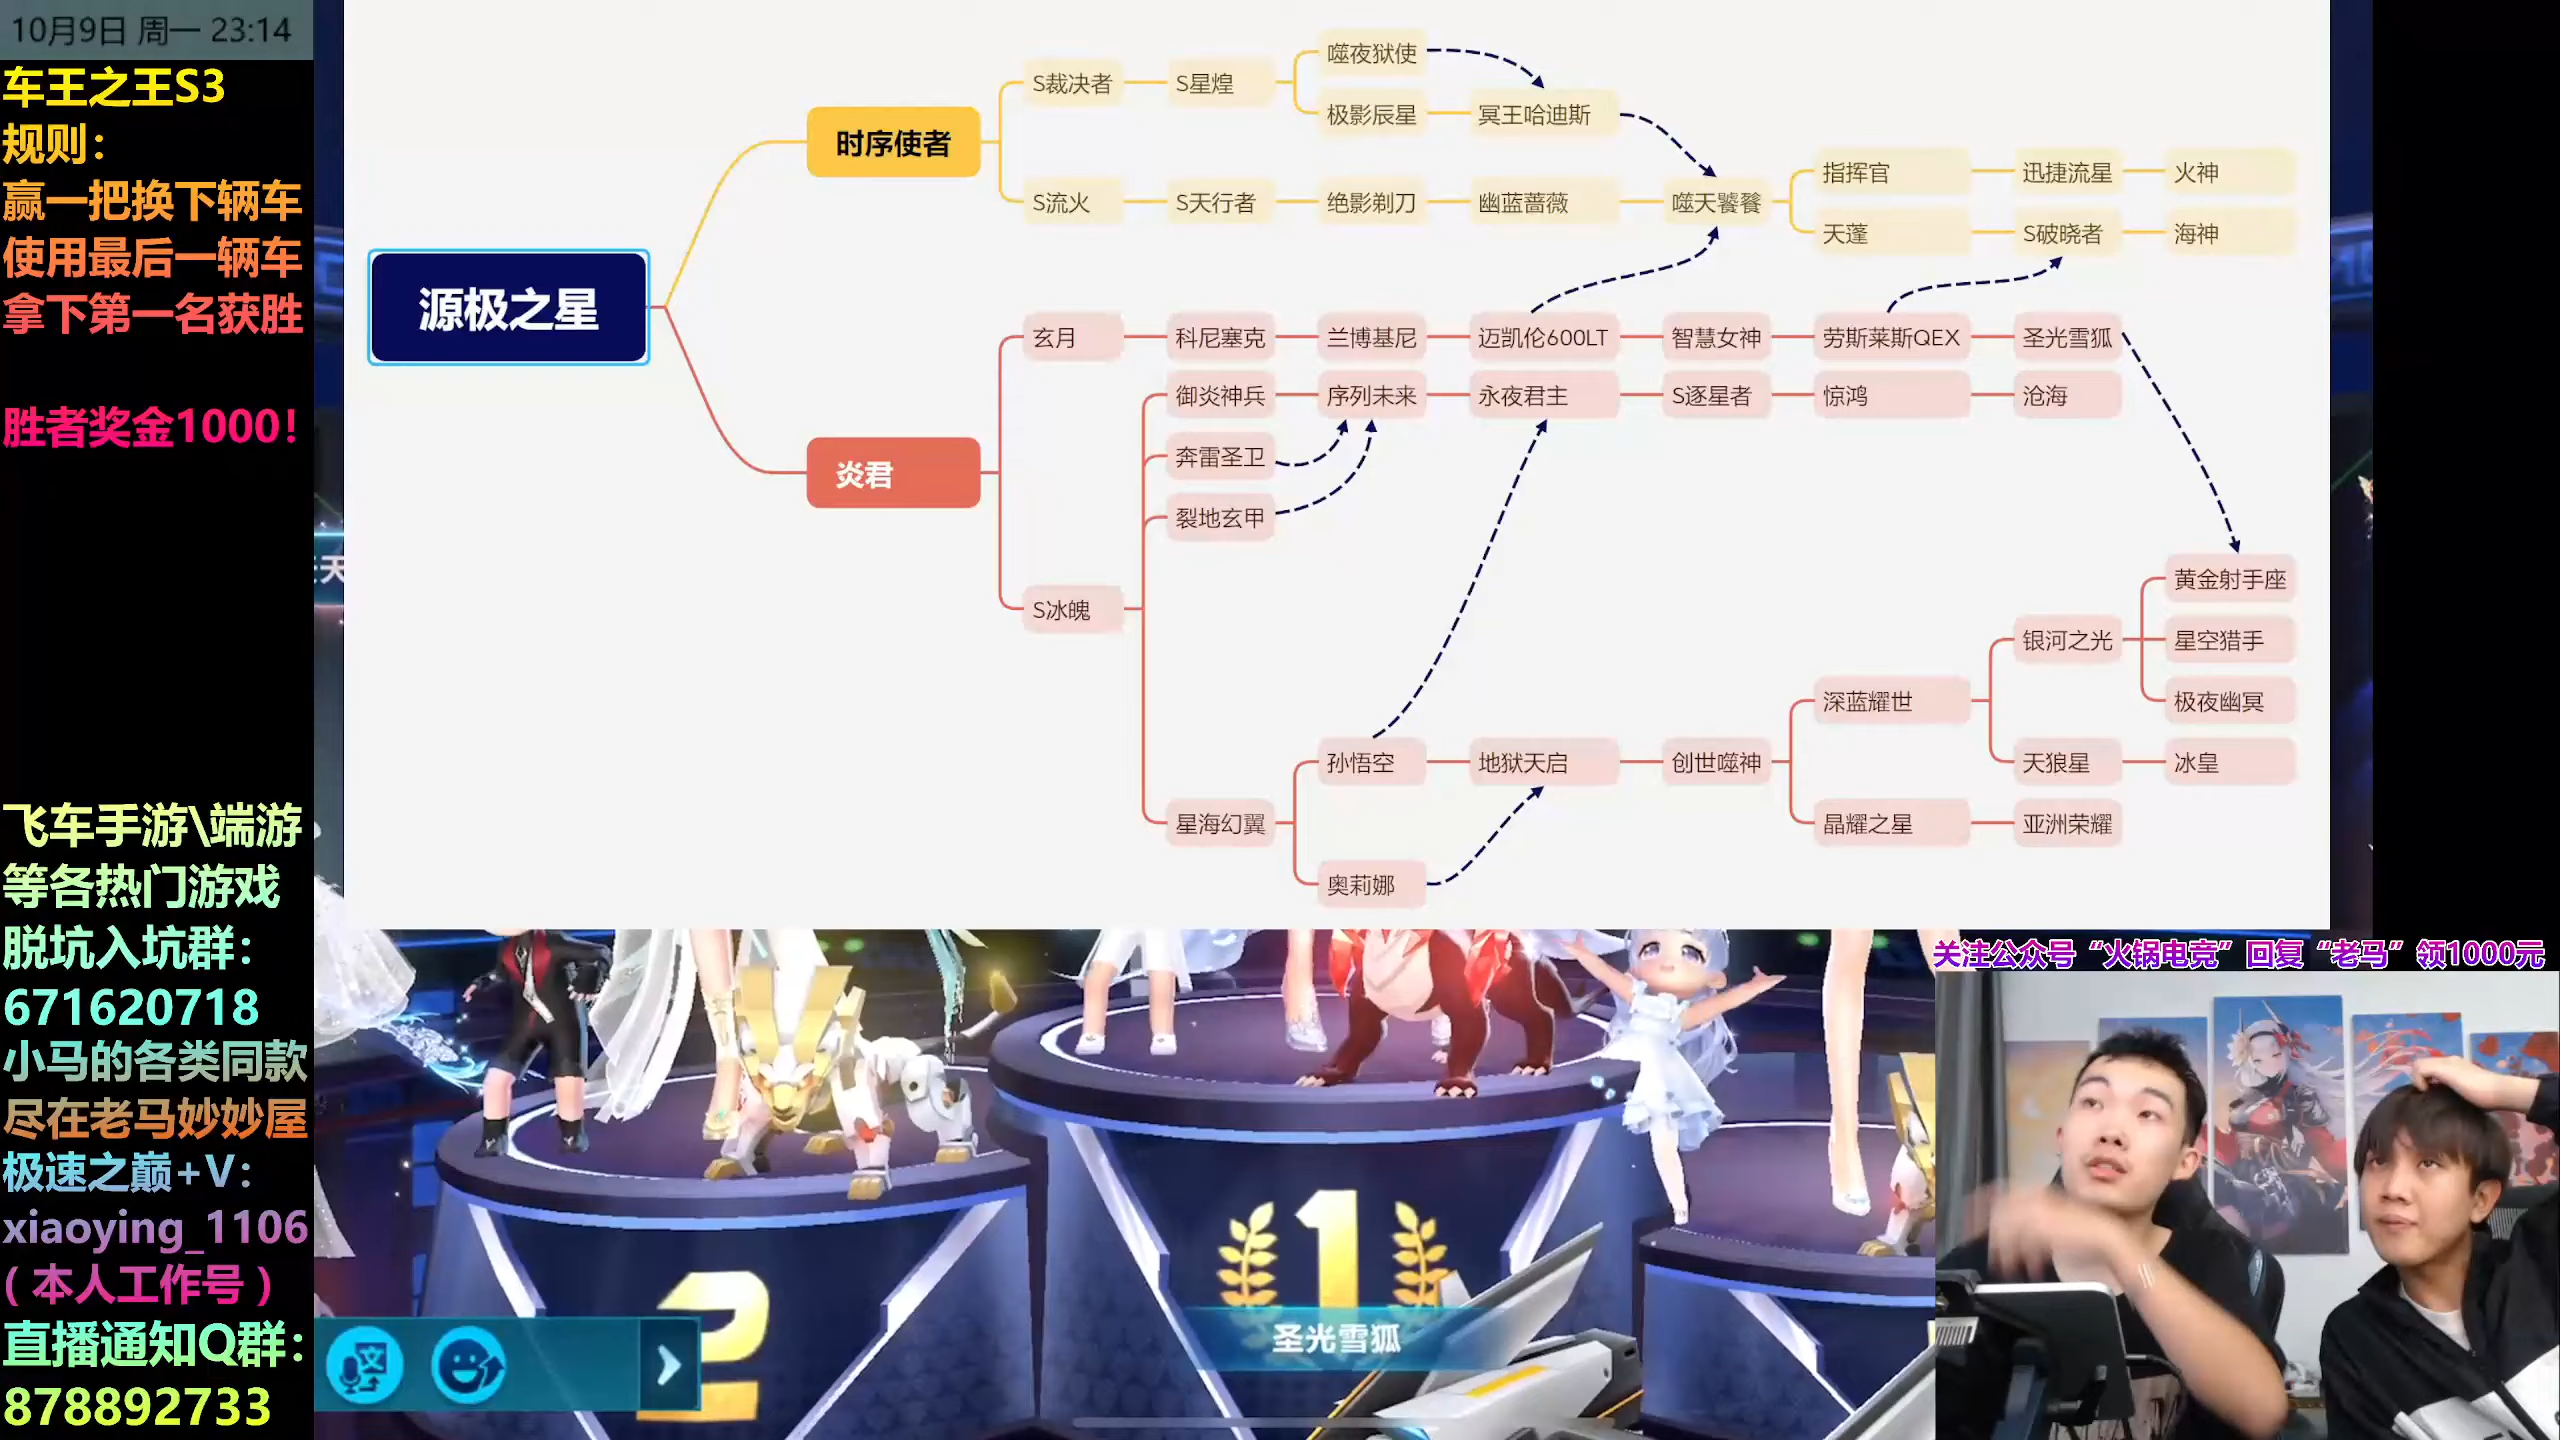 10月9日 周一 23:14
车王之王S3
规则：
赢一把换下辆车
使用最后一辆车
拿下第一名获胜
胜者奖金1000！
飞车手游\端游
等各热门游戏
脱坑入坑群：
671620718
小马的各类同款
尽在老马妙妙屋
极速之巅+V：
xiaoying_1106
（本人工作号）
直播通知Q群：
878892733
源极之星
时序使者
S裁决者
S星煌
噬夜狱使
极影辰星
冥王哈迪斯
S流火
S天行者
绝影剃刀
幽蓝蔷薇
噬天饕餮
指挥官
迅捷流星
火神
天蓬
S破晓者
海神
炎君
玄月
科尼塞克
兰博基尼
迈凯伦600LT
智慧女神
劳斯莱斯QEX
圣光雪狐
S冰魄
御炎神兵
序列未来
永夜君主
S逐星者
惊鸿
沧海
奔雷圣卫
裂地玄甲
星海幻翼
孙悟空
地狱天启
创世噬神
深蓝耀世
银河之光
黄金射手座
星空猎手
极夜幽冥
天狼星
冰皇
晶耀之星
亚洲荣耀
奥莉娜
天
关注公众号“火锅电竞”回复“老马”领1000元
文
2
1
圣光雪狐